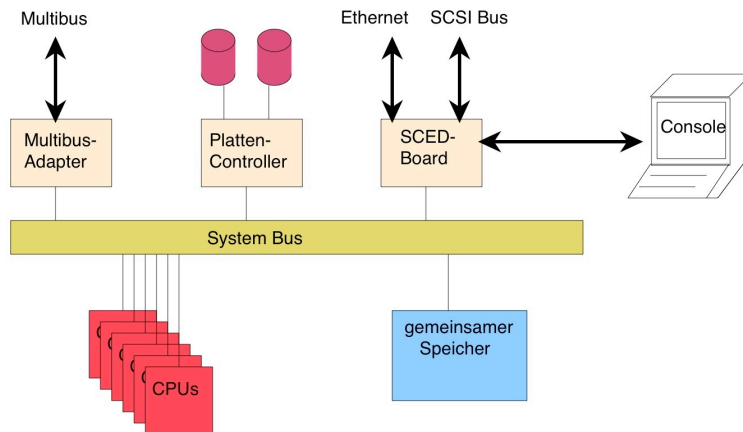 Multibus
Ethernet
SCSI Bus
Multibus-
Adapter
Platten-
Controller
SCED-
Board
Console
System Bus
gemeinsamer
Speicher
CPUs